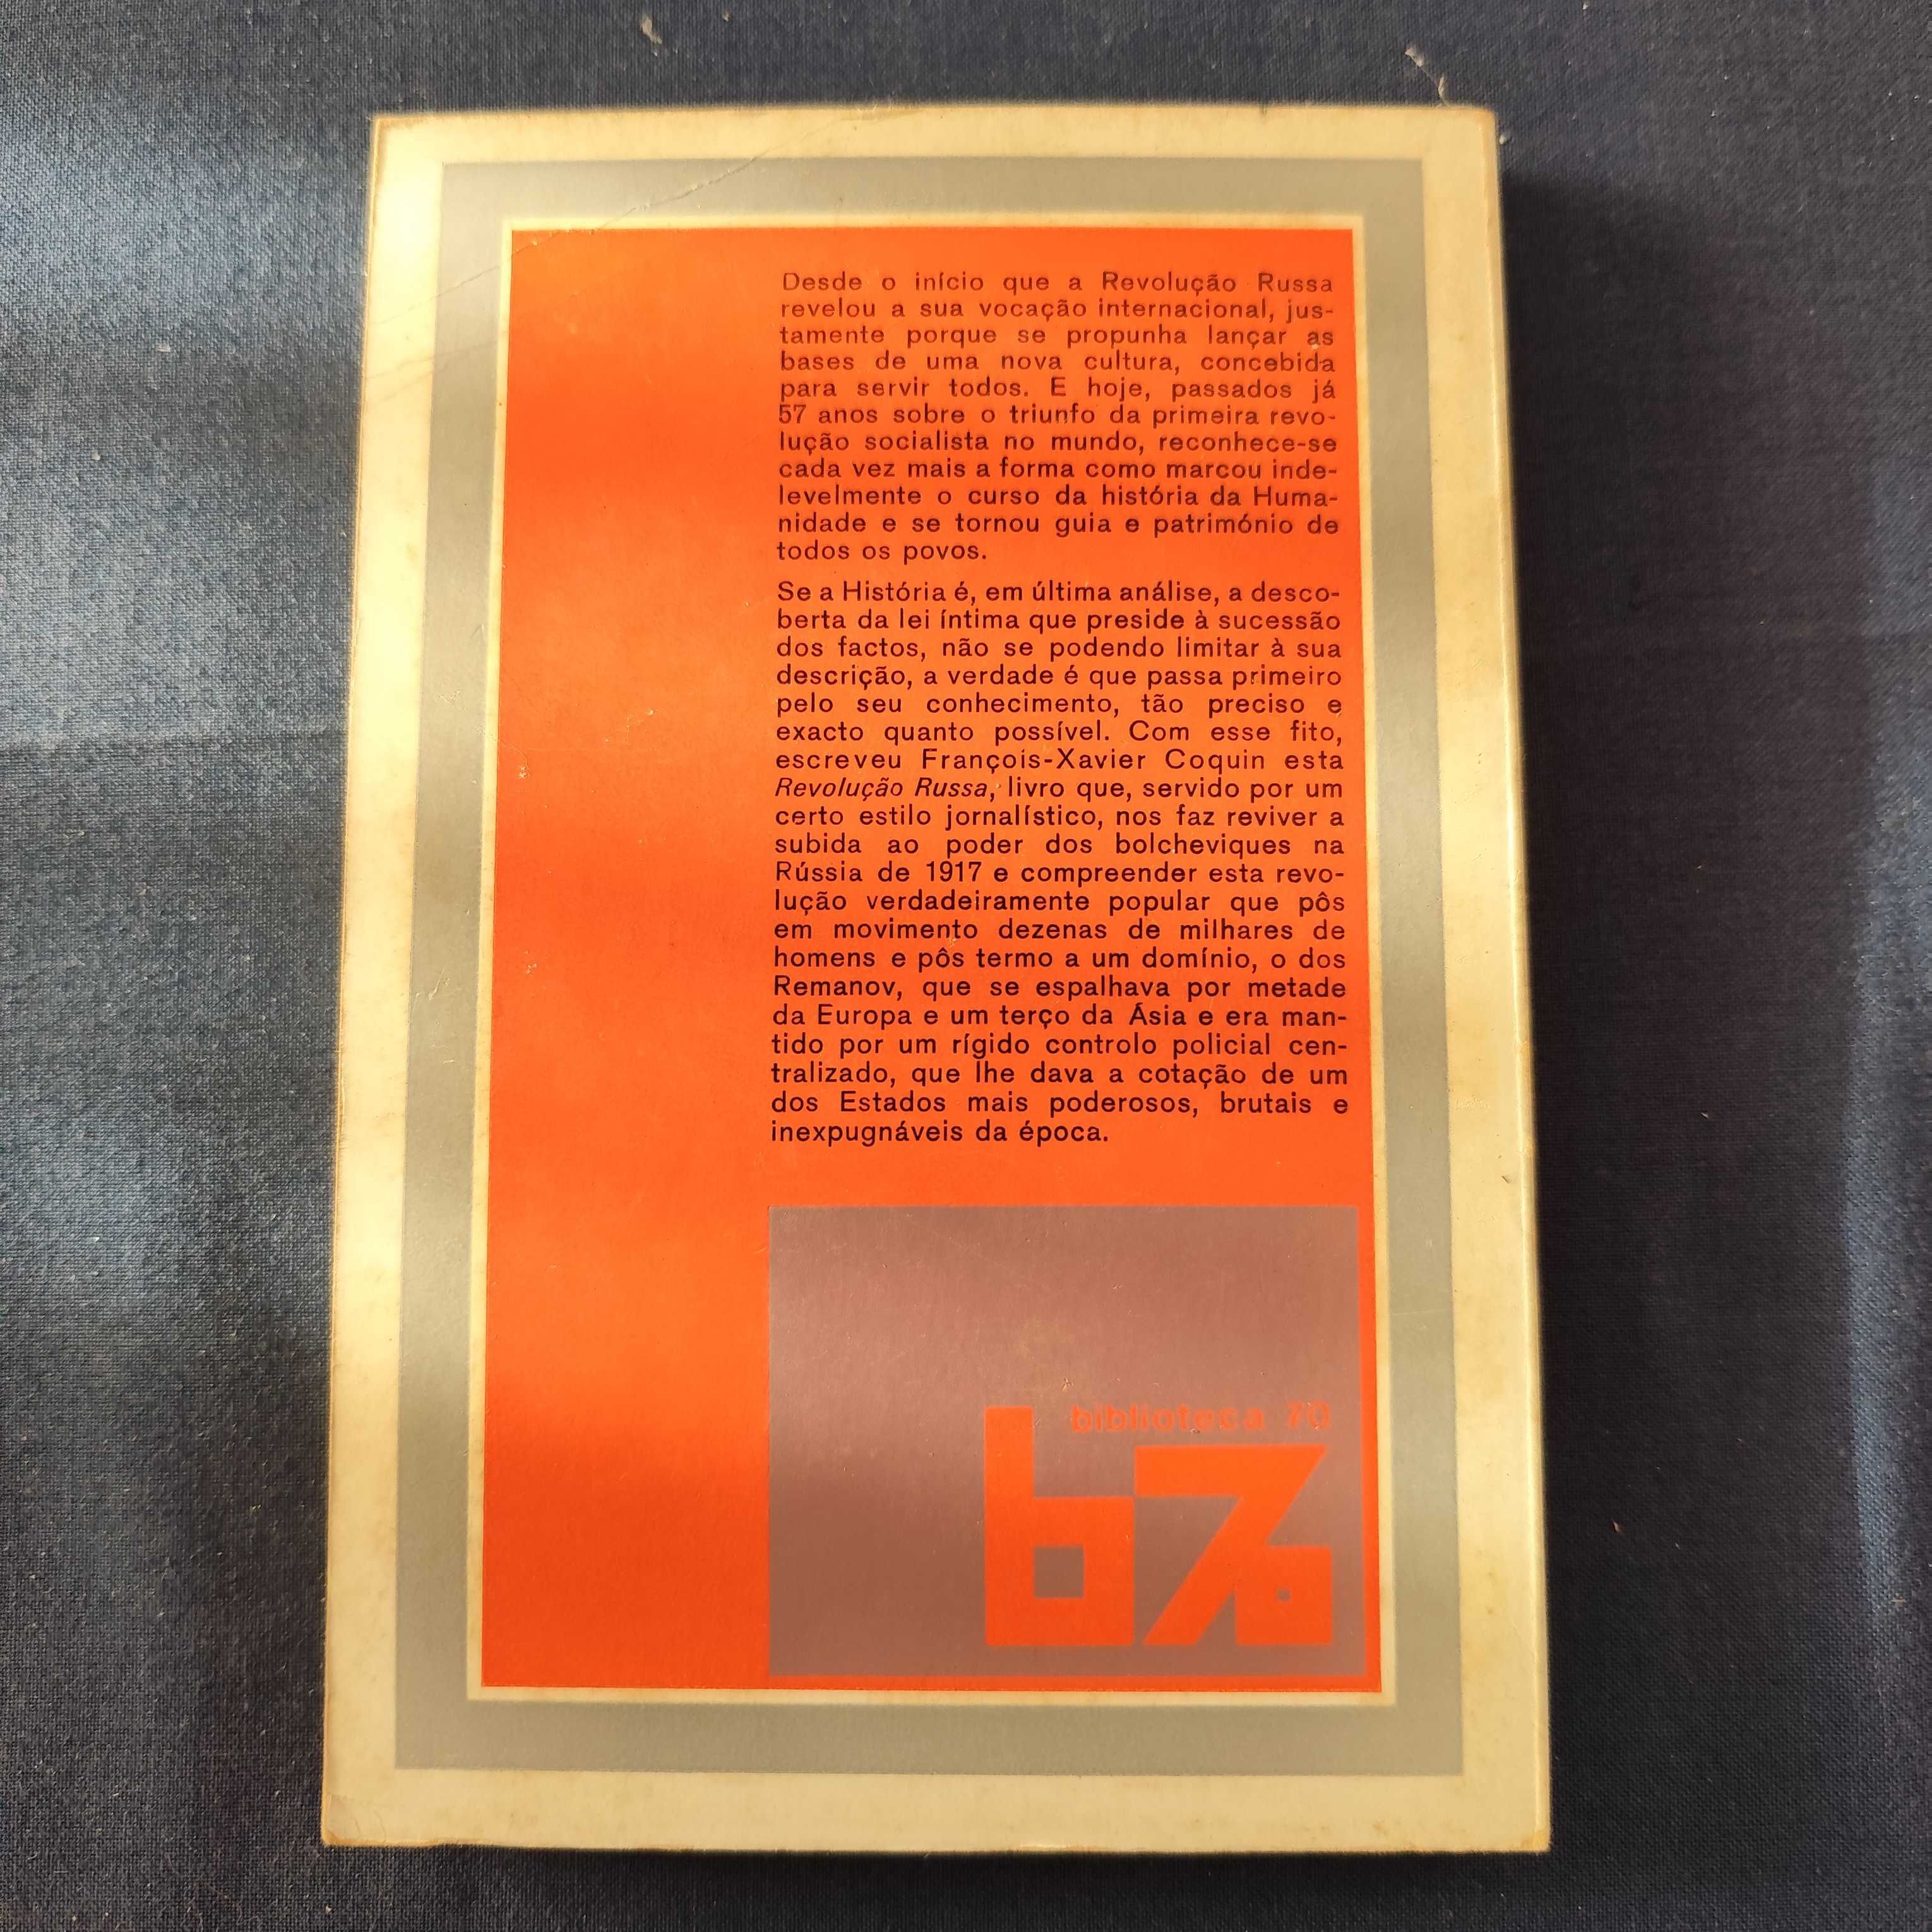 Desde o início que a Revolução Russa
revelou a sua vocação internacional, jus-
tamente porque se propunha lançar as
bases de uma nova cultura, concebida
para servir todos. E hoje, passados já
57 anos sobre o triunfo da primeira revo-
lução socialista no mundo, reconhece-se
cada vez mais a forma como marcou inde-
levelmente o curso da história da Huma-
nidade e se tornou guia e património de
todos os povos.
Se a História é, em última análise, a desco-
berta da lei íntima que preside à sucessão
dos factos, não se podendo limitar à sua
descrição, a verdade é que passa primeiro
pelo seu conhecimento, tão preciso e
exacto quanto possível. Com esse fito,
escreveu François-Xavier Coquin esta
Revolução Russa, livro que, servido por um
certo estilo jornalístico, nos faz reviver a
subida ao poder dos bolcheviques na
Rússia de 1917 e compreender esta revo-
lução verdadeiramente popular que pôs
em movimento dezenas de milhares de
homens e pôs termo a um domínio, o dos
Remanov, que se espalhava por metade
da Europa e um terço da Ásia e era man-
tido por um rígido controlo policial cen-
tralizado, que lhe dava a cotação de um
dos Estados mais poderosos, brutais e
inexpugnáveis da época.
biblioteca 70
b70